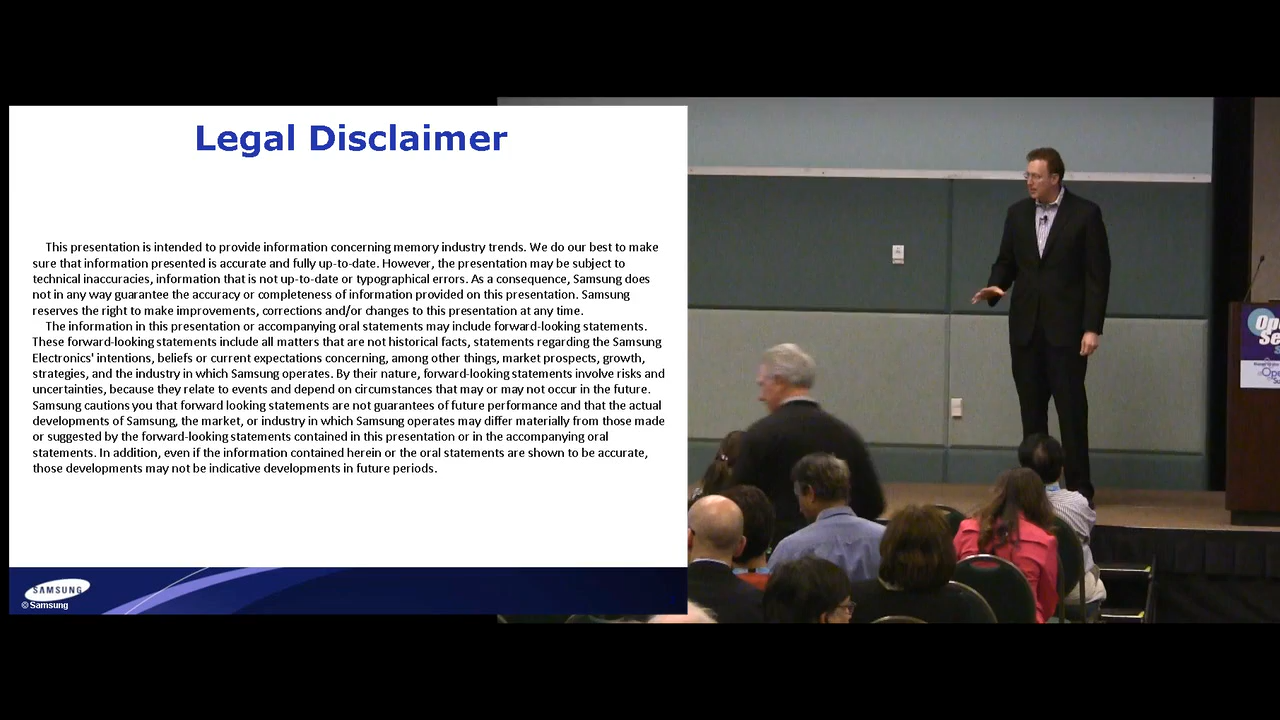 Legal Disclaimer
This presentation is intended to provide information concerning memory industry trends. We do our best to make
sure that information presented is accurate and fully up-to-date. However, the presentation may be subject to
technical inaccuracies, information that is not up-to-date or typographical errors. As a consequence, Samsung does
not in any way guarantee the accuracy or completeness of information provided on this presentation. Samsung
reserves the right to make improvements, corrections and/or changes to this presentation at any time.
The information in this presentation or accompanying oral statements may include forward-looking statements.
These forward-looking statements include all matters that are not historical facts, statements regarding the Samsung
Electronics' intentions, beliefs or current expectations concerning, among other things, market prospects, growth,
strategies, and the industry in which Samsung operates. By their nature, forward-looking statements involve risks and
uncertainties, because they relate to events and depend on circumstances that may or may not occur in the future.
Samsung cautions you that forward looking statements are not guarantees of future performance and that the actual
developments of Samsung, the market, or industry in which Samsung operates may differ materially from those made
or suggested by the forward-looking statements contained in this presentation or in the accompanying oral
statements. In addition, even if the information contained herein or the oral statements are shown to be accurate,
those developments may not be indicative developments in future periods.
SAMSUNG
© Samsung
Op
Se